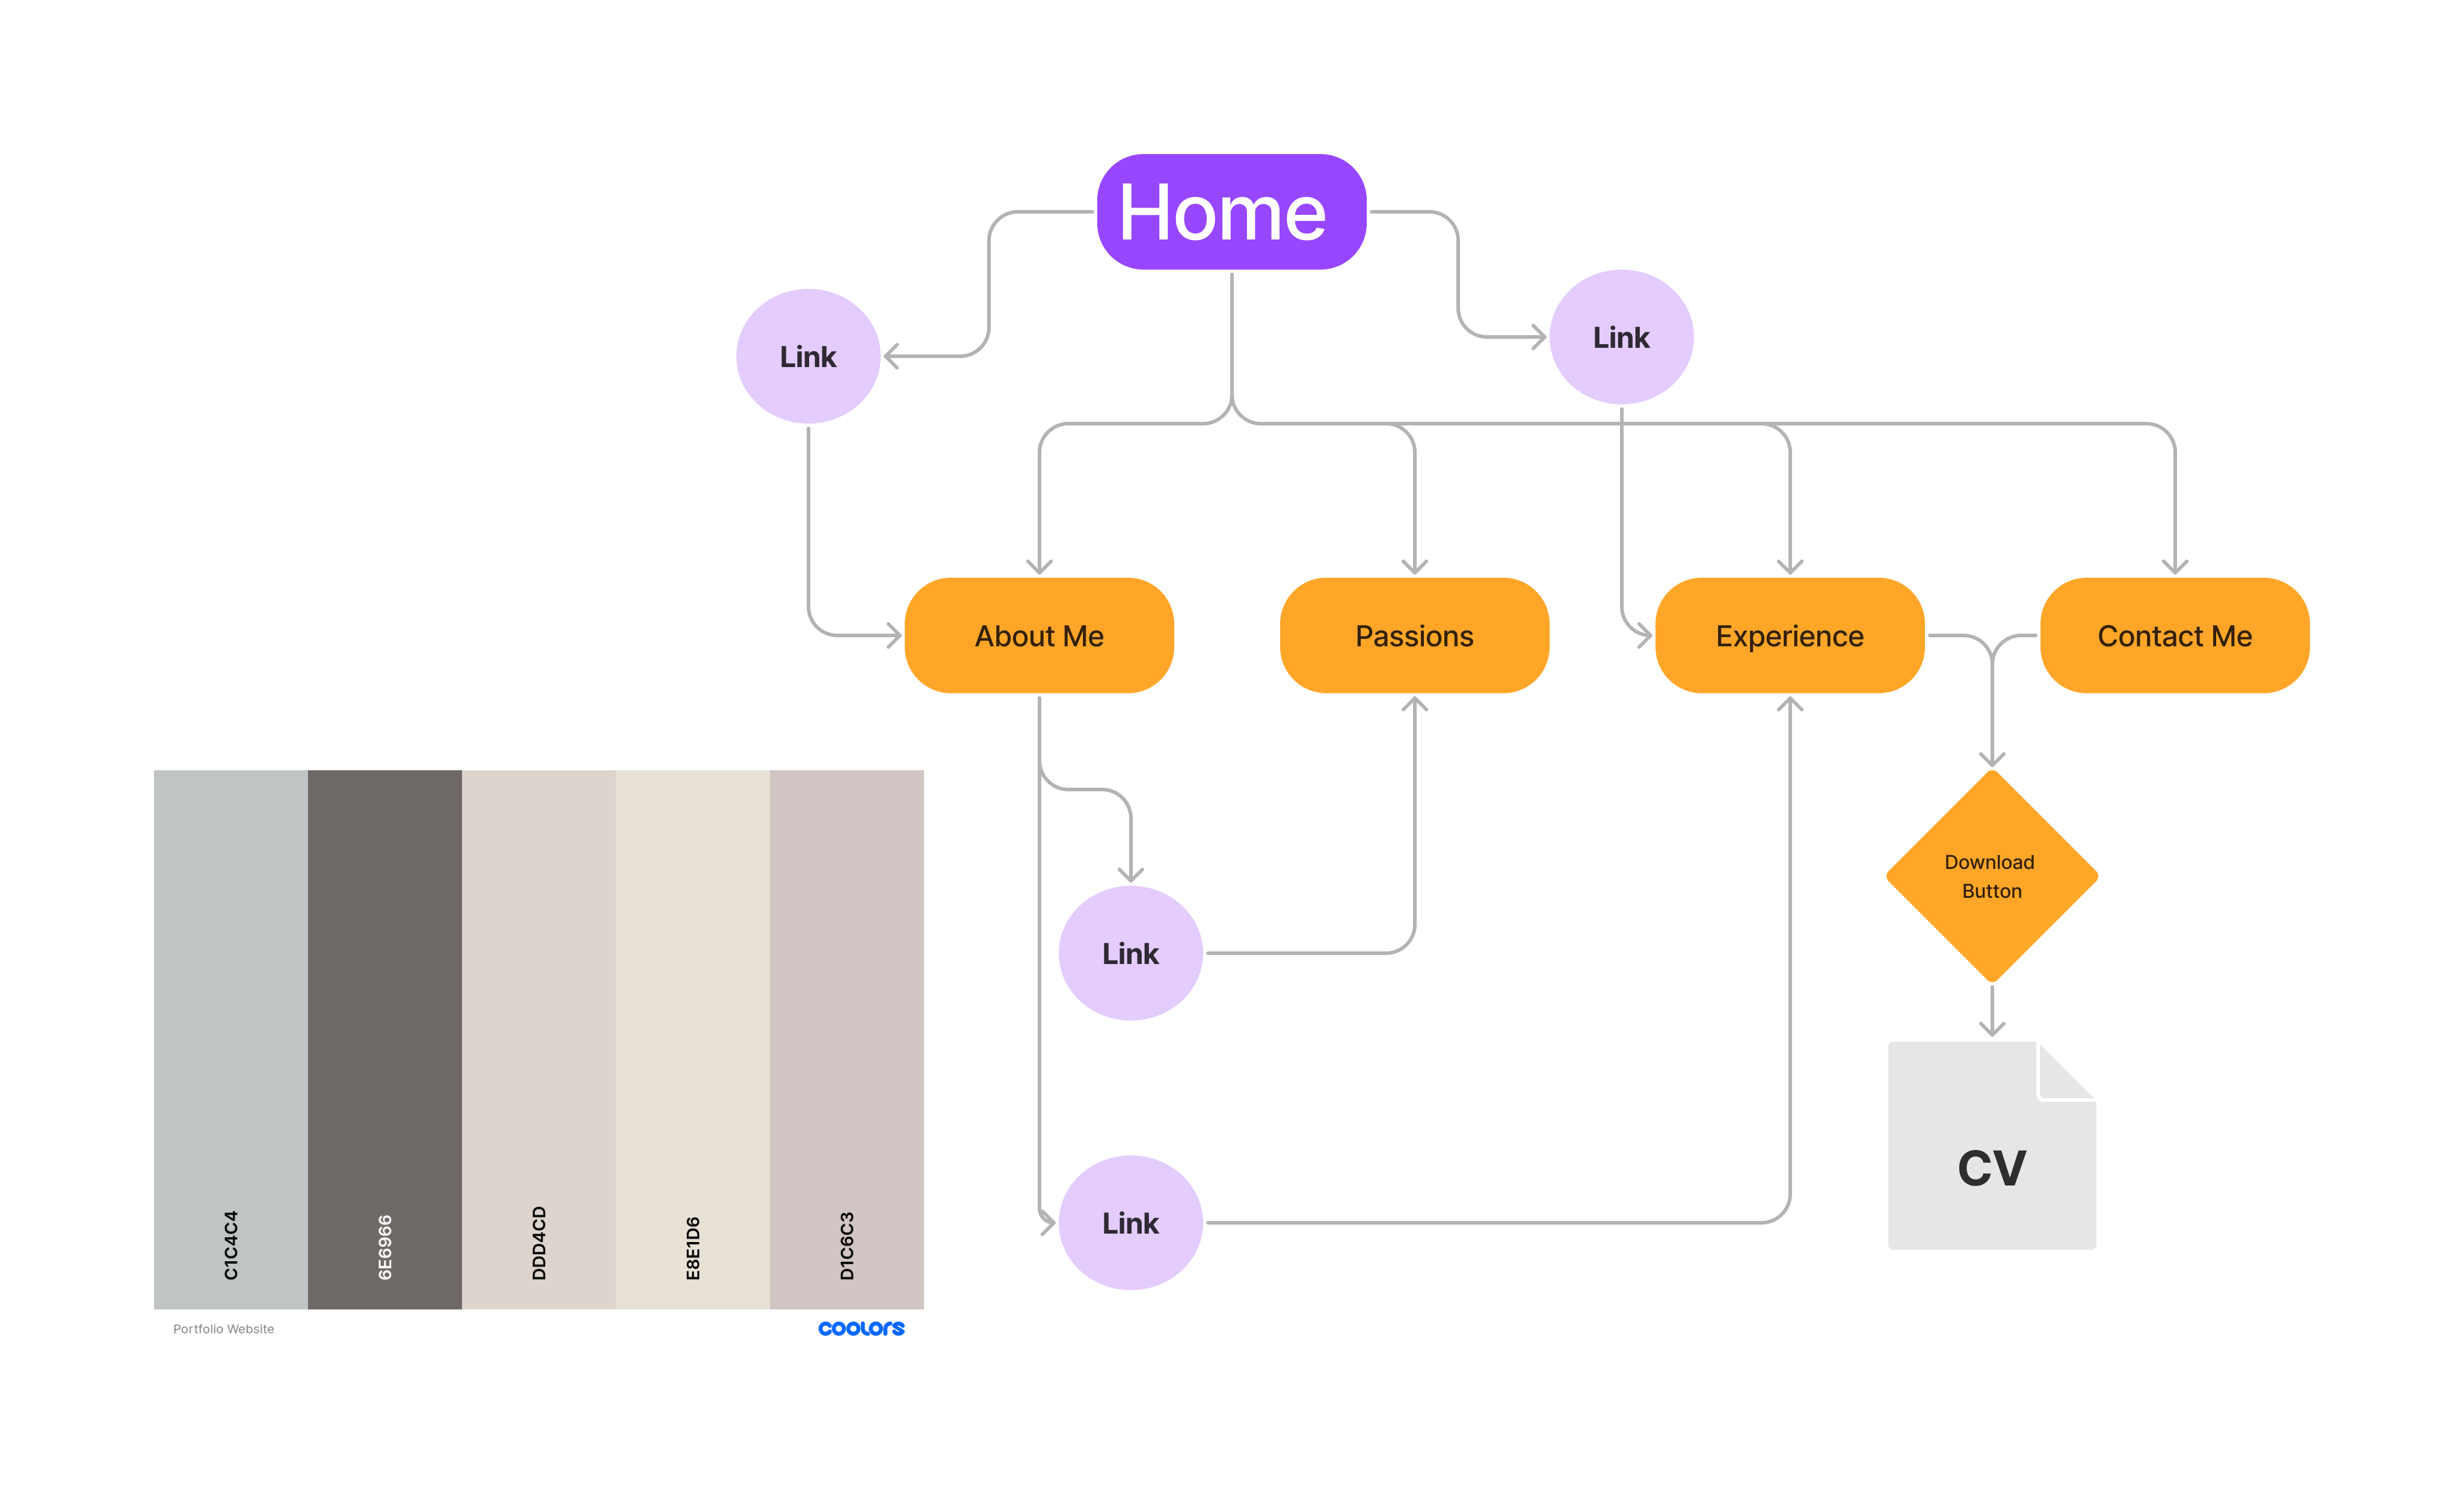 Home
Link
Link
About Me
Passions
Experience
Contact Me
Download
Button
Link
CV
Link
C1C4C4
6E6966
DDD4CD
E8E1D6
D1C6C3
Portfolio Website
coolors